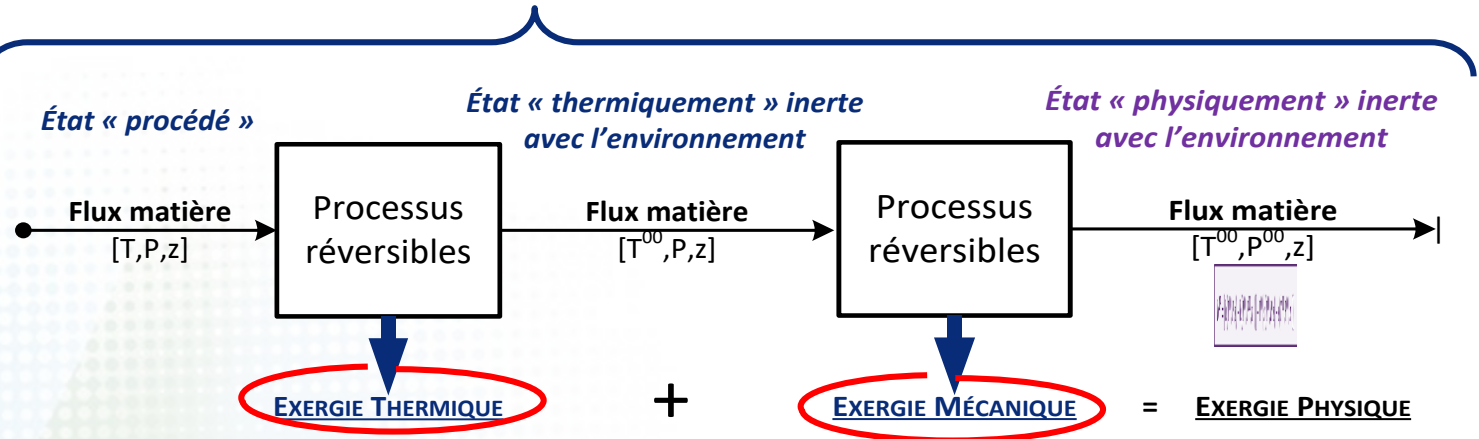 État « procédé »
État « thermiquement » inerte
avec l’environnement
État « physiquement » inerte
avec l’environnement
Flux matière
[T,P,z]
Processus
réversibles
Flux matière
[T⁰⁰,P,z]
Processus
réversibles
Flux matière
[T⁰⁰,P⁰⁰,z]
EXERGIE THERMIQUE
+
EXERGIE MÉCANIQUE
=
EXERGIE PHYSIQUE